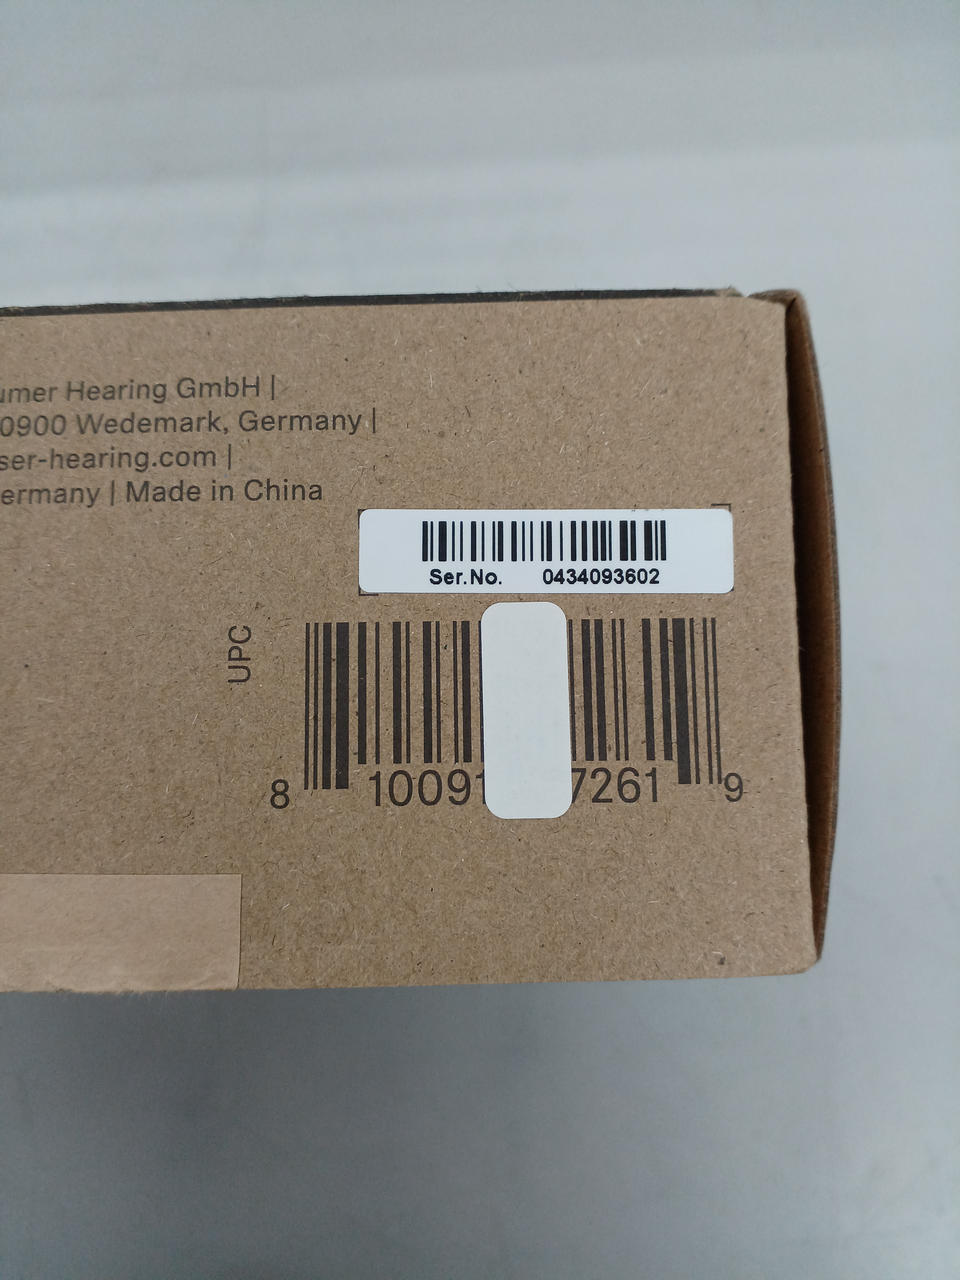 umer Hearing GmbH |
0900 Wedemark, Germany |
ser-hearing.com |
ermany | Made in China
Ser.No. 0434093602
UPC
8 10091 7261 9